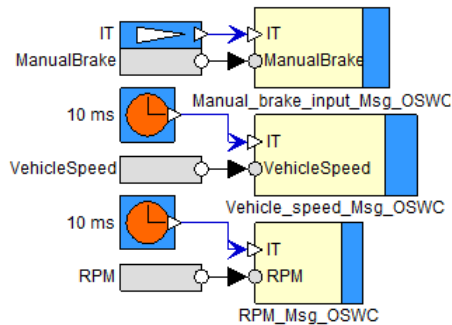 IT IT
ManualBrake ManualBrake
Manual_brake_input_Msg_OSWC
10 ms
IT
VehicleSpeed VehicleSpeed
Vehicle_speed_Msg_OSWC
10 ms
IT
RPM RPM
RPM_Msg_OSWC